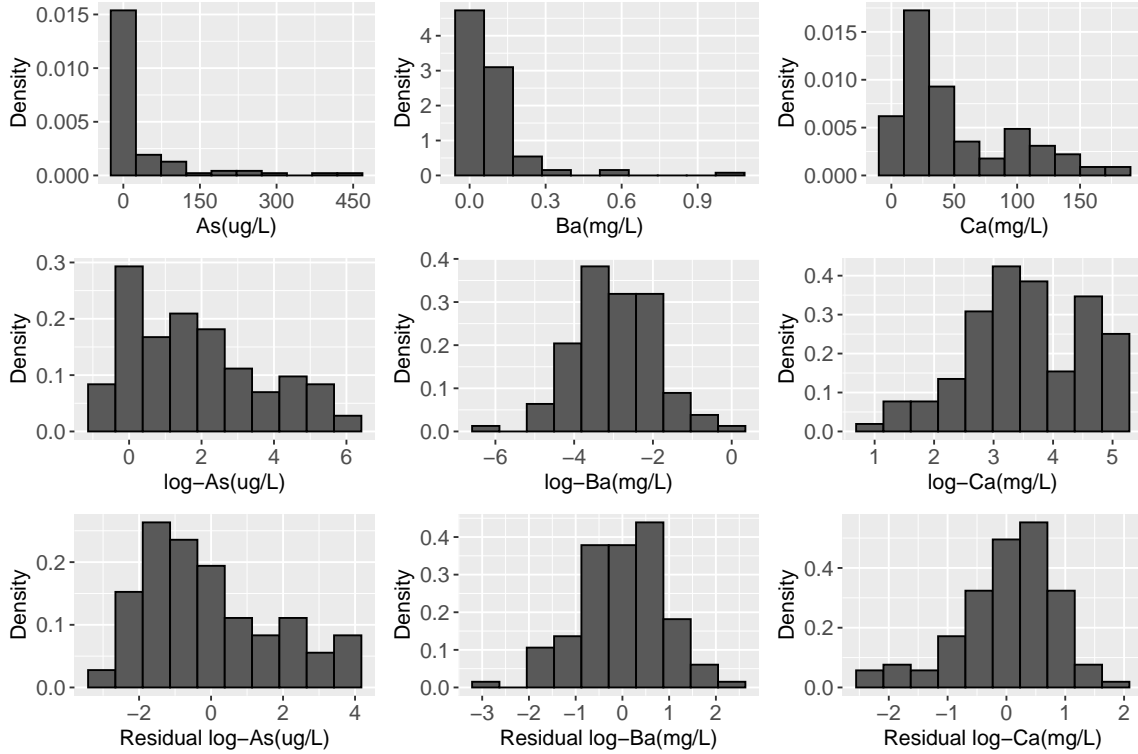 Density
0.015
0.010
0.005
0.000
0 150 300 450
As(ug/L)
Density
4
3
2
1
0
0.0 0.3 0.6 0.9
Ba(mg/L)
Density
0.015
0.010
0.005
0.000
0 50 100 150
Ca(mg/L)
Density
0.3
0.2
0.1
0.0
0 2 4 6
log−As(ug/L)
Density
0.4
0.3
0.2
0.1
0.0
−6 −4 −2 0
log−Ba(mg/L)
Density
0.4
0.3
0.2
0.1
0.0
1 2 3 4 5
log−Ca(mg/L)
Density
0.2
0.1
0.0
−2 0 2 4
Residual log−As(ug/L)
Density
0.4
0.3
0.2
0.1
0.0
−3 −2 −1 0 1 2
Residual log−Ba(mg/L)
Density
0.4
0.2
0.0
−2 −1 0 1 2
Residual log−Ca(mg/L)